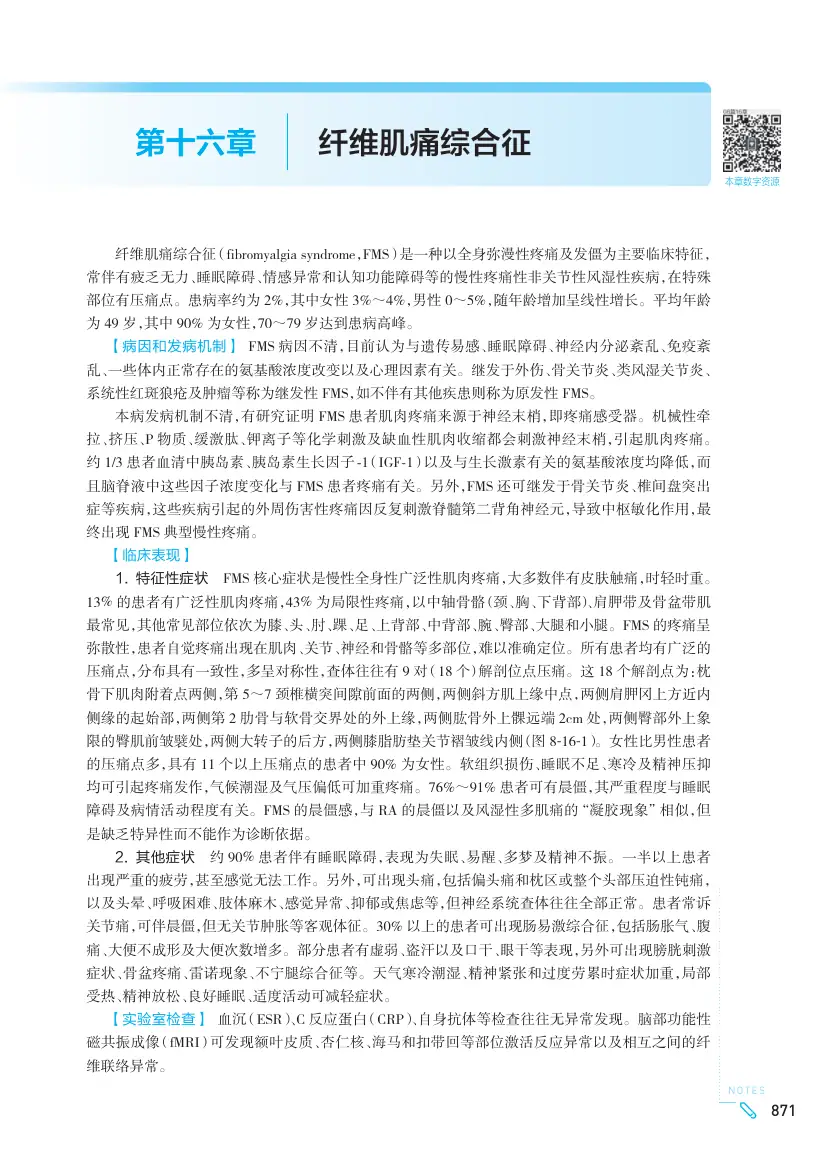 第十六章
纤维肌痛综合征
本章数字资源
纤维肌痛综合征（fibromyalgia syndrome，FMS）是一种以全身弥漫性疼痛及发僵为主要临床特征，
常伴有疲乏无力、睡眠障碍、情感异常和认知功能障碍等的慢性疼痛性非关节性风湿性疾病，在特殊
部位有压痛点。患病率约为 2%，其中女性 3%～4%，男性 0～5%，随年龄增加呈线性增长。平均年龄
为 49 岁，其中 90% 为女性，70～79 岁达到患病高峰。
【病因和发病机制】 FMS 病因不清，目前认为与遗传易感、睡眠障碍、神经内分泌紊乱、免疫紊
乱、一些体内正常存在的氨基酸浓度改变以及心理因素有关。继发于外伤、骨关节炎、类风湿关节炎、
系统性红斑狼疮及肿瘤等称为继发性 FMS，如不伴有其他疾患则称为原发性 FMS。
本病发病机制不清，有研究证明 FMS 患者肌肉疼痛来源于神经末梢，即疼痛感受器。机械性牵
拉、挤压、P 物质、缓激肽、钾离子等化学刺激及缺血性肌肉收缩都会刺激神经末梢，引起肌肉疼痛。
约 1/3 患者血清中胰岛素、胰岛素生长因子 -1（IGF-1）以及与生长激素有关的氨基酸浓度均降低，而
且脑脊液中这些因子浓度变化与 FMS 患者疼痛有关。另外，FMS 还可继发于骨关节炎、椎间盘突出
症等疾病，这些疾病引起的外周伤害性疼痛因反复刺激脊髓第二背角神经元，导致中枢敏化作用，最
终出现 FMS 典型慢性疼痛。
【临床表现】
1. 特征性症状 FMS 核心症状是慢性全身性广泛性肌肉疼痛，大多数伴有皮肤触痛，时轻时重。
13% 的患者有广泛性肌肉疼痛，43% 为局限性疼痛，以中轴骨骼（颈、胸、下背部）、肩胛带及骨盆带肌
最常见，其他常见部位依次为膝、头、肘、踝、足、上背部、中背部、腕、臀部、大腿和小腿。FMS 的疼痛呈
弥散性，患者自觉疼痛出现在肌肉、关节、神经和骨骼等多部位，难以准确定位。所有患者均有广泛的
压痛点，分布具有一致性，多呈对称性，查体往往有 9 对（18 个）解剖位点压痛。这 18 个解剖点为：枕
骨下肌肉附着点两侧，第 5～7 颈椎横突间隙前面的两侧，两侧斜方肌上缘中点，两侧肩胛冈上方近内
侧缘的起始部，两侧第 2 肋骨与软骨交界处的外上缘，两侧肱骨外上髁远端 2cm 处，两侧臀部外上象
限的臀肌前皱襞处，两侧大转子的后方，两侧膝脂肪垫关节褶皱线内侧（图 8-16-1）。女性比男性患者
的压痛点多，具有 11 个以上压痛点的患者中 90% 为女性。软组织损伤、睡眠不足、寒冷及精神压抑
均可引起疼痛发作，气候潮湿及气压偏低可加重疼痛。76%～91% 患者可有晨僵，其严重程度与睡眠
障碍及病情活动程度有关。FMS 的晨僵感，与 RA 的晨僵以及风湿性多肌痛的“凝胶现象”相似，但
是缺乏特异性而不能作为诊断依据。
2. 其他症状 约 90% 患者伴有睡眠障碍，表现为失眠、易醒、多梦及精神不振。一半以上患者
出现严重的疲劳，甚至感觉无法工作。另外，可出现头痛，包括偏头痛和枕区或整个头部压迫性钝痛，
以及头晕、呼吸困难、肢体麻木、感觉异常、抑郁或焦虑等，但神经系统查体往往全部正常。患者常诉
关节痛，可伴晨僵，但无关节肿胀等客观体征。30% 以上的患者可出现肠易激综合征，包括肠胀气、腹
痛、大便不成形及大便次数增多。部分患者有虚弱、盗汗以及口干、眼干等表现，另外可出现膀胱刺激
症状、骨盆疼痛、雷诺现象、不宁腿综合征等。天气寒冷潮湿、精神紧张和过度劳累时症状加重，局部
受热、精神放松、良好睡眠、适度活动可减轻症状。
【实验室检查】 血沉（ESR）、C 反应蛋白（CRP）、自身抗体等检查往往无异常发现。脑部功能性
磁共振成像（fMRI）可发现额叶皮质、杏仁核、海马和扣带回等部位激活反应异常以及相互之间的纤
维联络异常。
NOTES
871